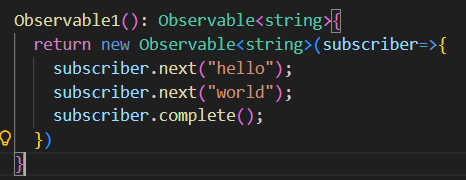 Observable1(): Observable<string>{
  return new Observable<string>(subscriber=>{
    subscriber.next("hello");
    subscriber.next("world");
    subscriber.complete();
  })
}